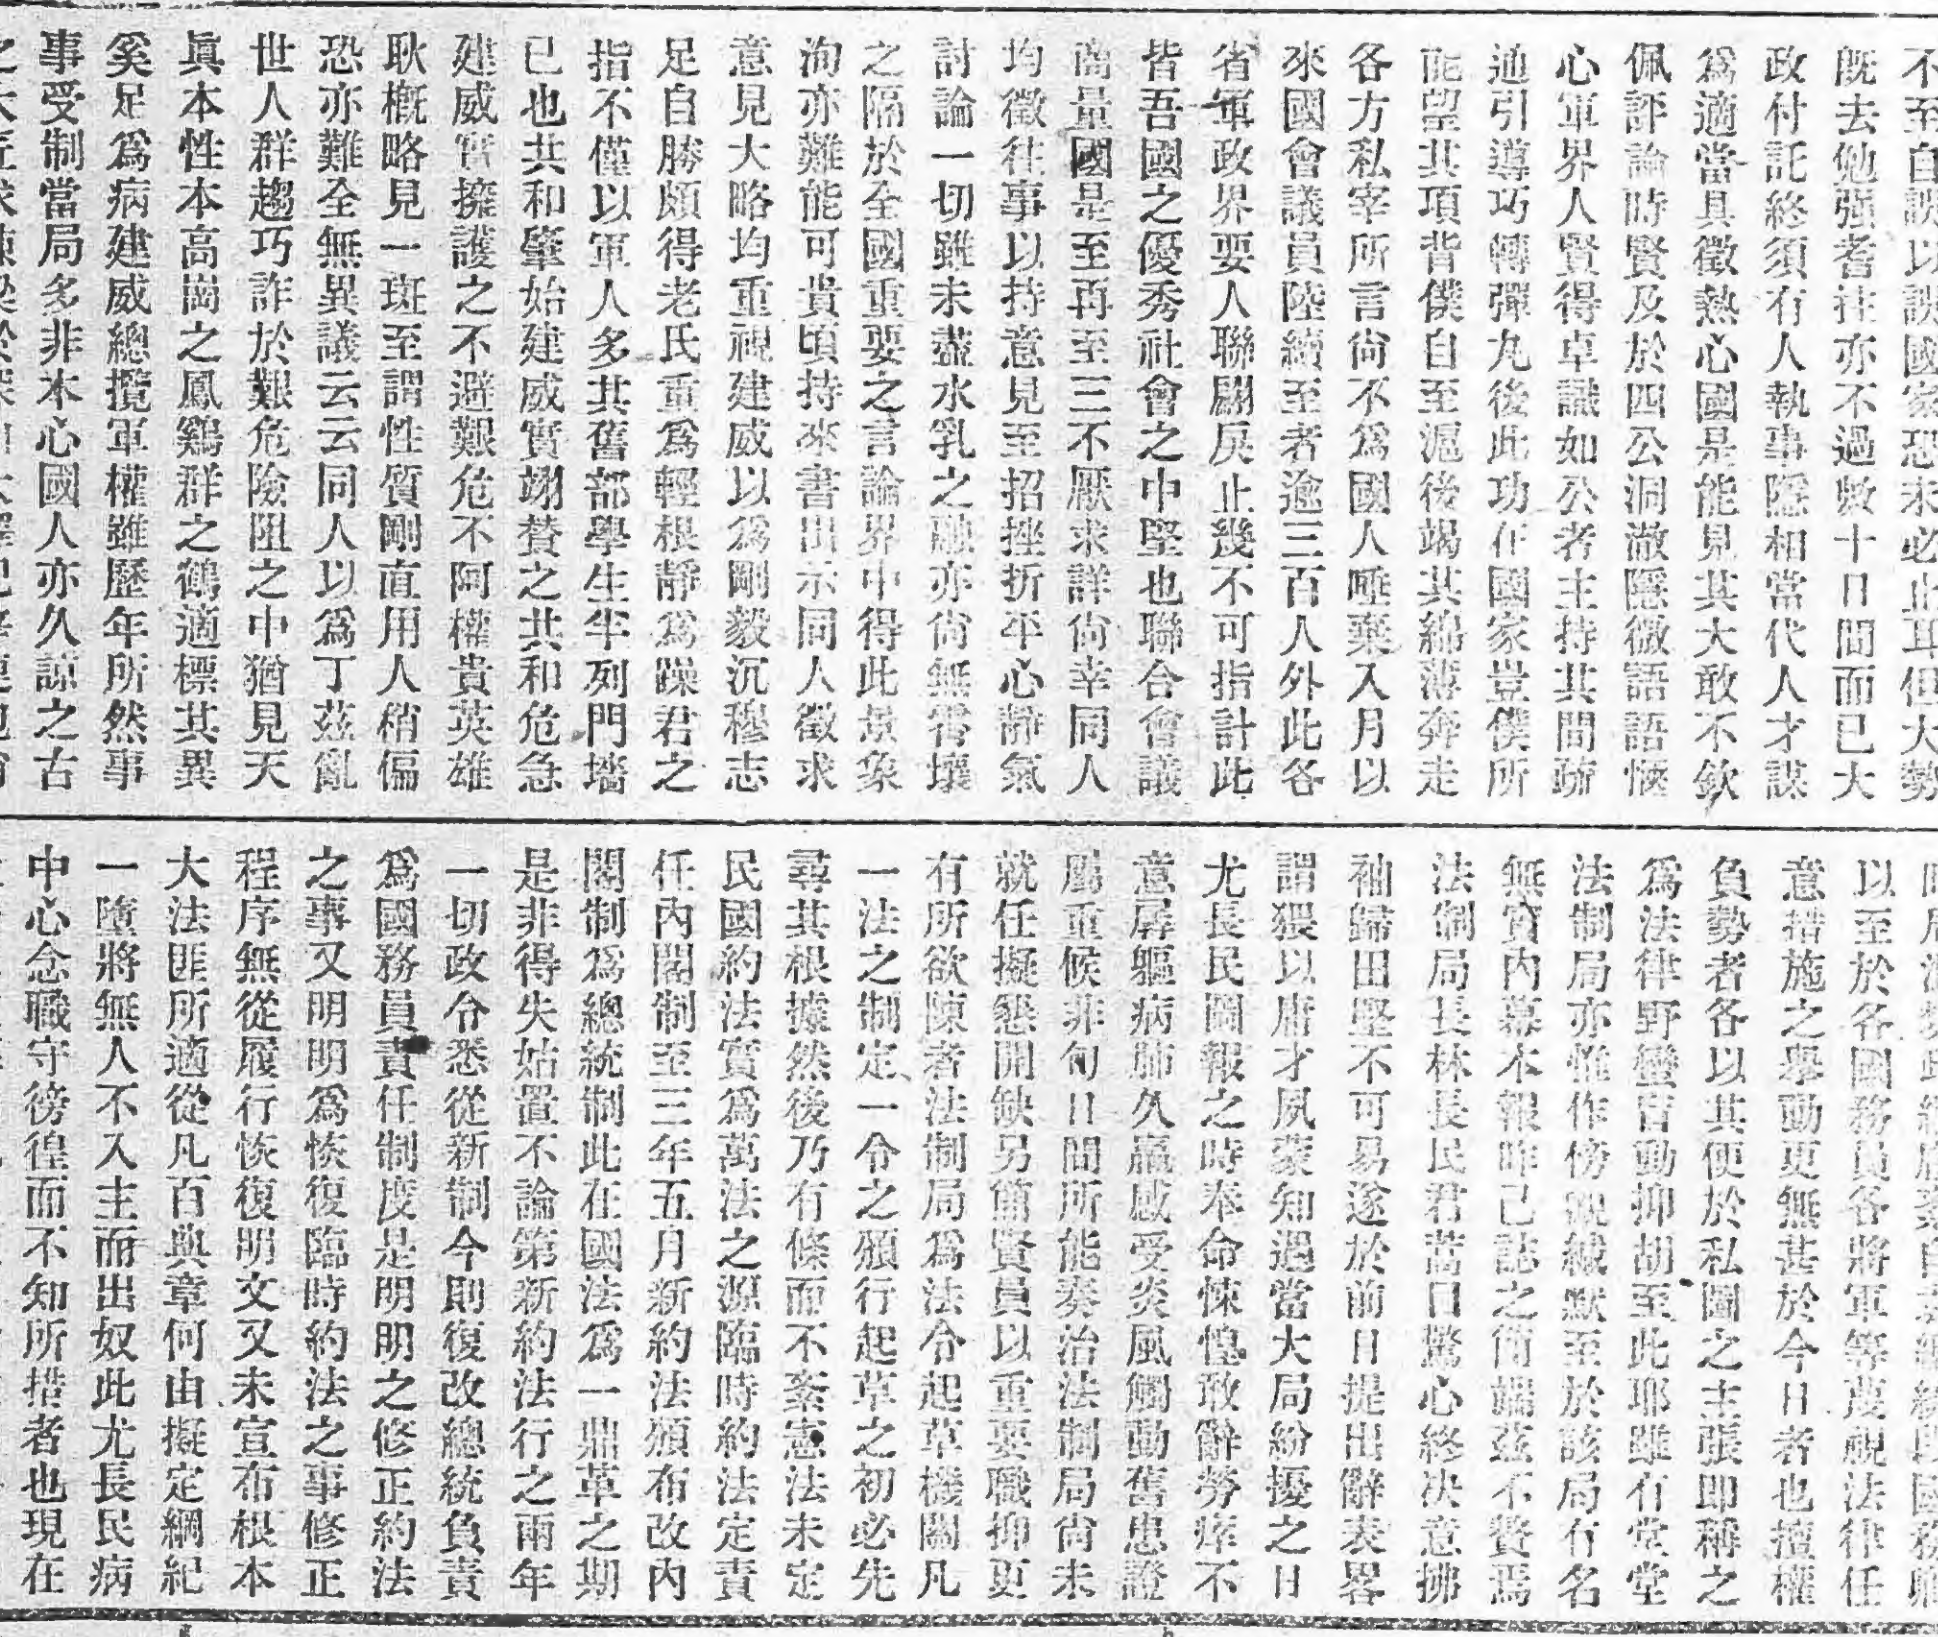 不至自誤以誤國家恐未必止耳但大勢
既去勉强者拄亦不過數十日間而已大
政付託終須有人執事隱相當代人才謀
爲適當具徵熱心國是能見其大敢不欽
佩評論時賢及於四公洞澈隱微語語愜
心軍界人賢得卓識如公者主持其間疏
通引導巧轉彈丸後此功在國家豈僕所
能望其項背僕自至滬後竭其綿薄奔走
各方私宰所言尙不爲國人唾棄入月以
來國會議員陸續至者逾三百人外此各
省軍政界要人聯翩戾止幾不可指計此
皆吾國之優秀社會之中堅也聯合會議
商量國是至再至三不厭求詳尙幸同人
均徵往事以持意見至招挫折平心靜氣
討論一切雖未盡水乳之融亦尙無霄壤
之隔於全國重要之言論界中得此景象
洵亦難能可貴頃持來書出示同人徵求
意見大略均重視建威以爲剛毅沉穆志
足自勝頗得老氏重爲輕根靜爲躁君之
指不僅以軍人多其舊部學生半列門墻
已也共和肇始建威實翊贊之共和危急
建威實擁護之不避艱危不阿權貴英雄
耿槪略見一斑至謂性質剛直用人稍偏
恐亦難全無異議云云同人以爲丁茲亂
世人群趨巧詐於艱危險阻之中猶見天
眞本性本高崗之鳳鷄群之鶴適標其異
奚足爲病建威總攬軍權雖歷年所然事
事受制當局多非本心國人亦久諒之古
以至於各國務員各將軍等蔑視法律任
意措施之擧動更無甚於今日者也擅權
負勢者各以其便於私圖之主張即稱之
爲法律野蠻盲動抑胡至此耶雖有堂堂
法制局亦惟作傍觀緘默至於該局有名
無實內幕本報昨己誌之简端茲不贅焉
法制局長林長民君蒿目驚心終决意拂
袖歸田堅不可易遂於前日提出辭表畧
謂猥以庸才夙蒙知遇當大局紛擾之日
尤長民圖報之時奉命悚惶敢辭勞瘁不
意孱軀病肺久羸感受炎風觸動舊患證
屬重候非旬日間所能奏治法制局尙未
就任擬懇開缺另簡賢員以重要職抑更
有所欲陳者法制局爲法令起草機關凡
一法之制定一令之頒行起草之初必先
尋其根據然後乃有條而不紊憲法未定
民國約法實爲萬法之源臨時約法定責
任內閣制至三年五月新約法頒布改內
閣制爲總統制此在國法爲一鼎革之期
是非得失姑置不論第新約法行之兩年
一切政令悉從新制今則復改總統負責
爲國務員責任制度是明明之修正約法
之事又明明爲恢復臨時約法之事修正
程序無從履行恢復明文又未宣布根本
大法匪所適從凡百典章何由擬定綱紀
一墮將無人不入主而出奴此尤長民病
中心念職守徬徨而不知所措者也現在